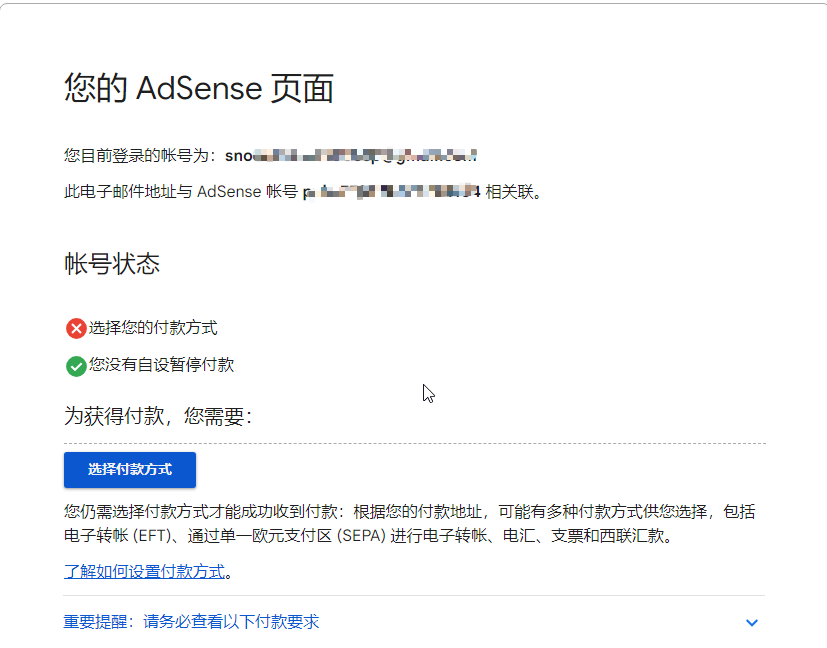 您的 AdSense 页面
您目前登录的帐号为：sno
此电子邮件地址与 AdSense 帐号 相关联。
帐号状态
选择您的付款方式
您没有自设暂停付款
为获得付款，您需要：
选择付款方式
您仍需选择付款方式才能成功收到付款：根据您的付款地址，可能有多种付款方式供您选择，包括
电子转帐 (EFT)、通过单一欧元支付区 (SEPA) 进行电子转帐、电汇、支票和西联汇款。
了解如何设置付款方式。
重要提醒：请务必查看以下付款要求